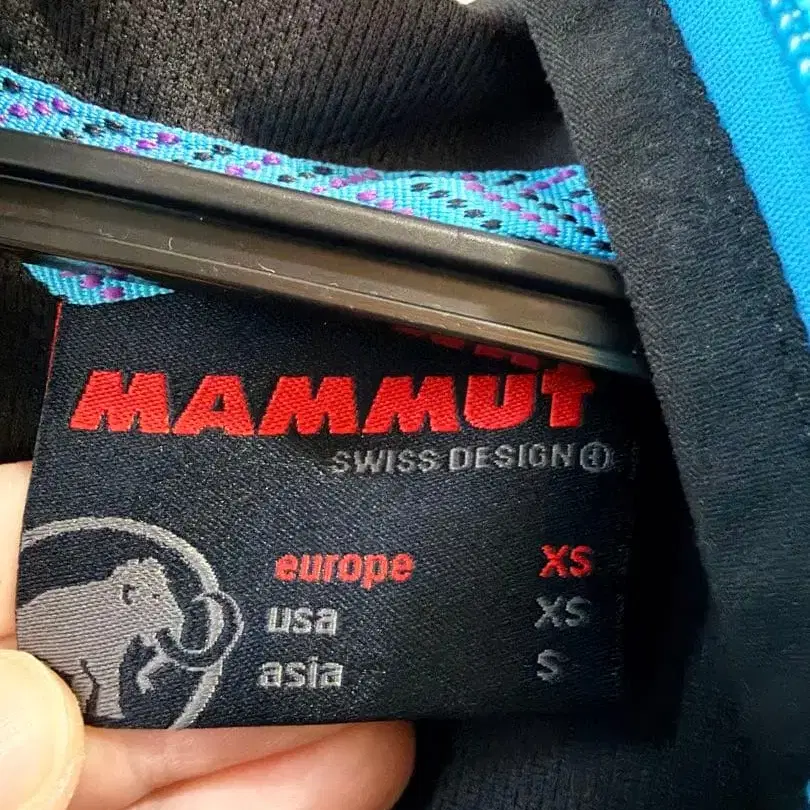 MAMMUT
SWISS DESIGN
europe XS
usa XS
asia S